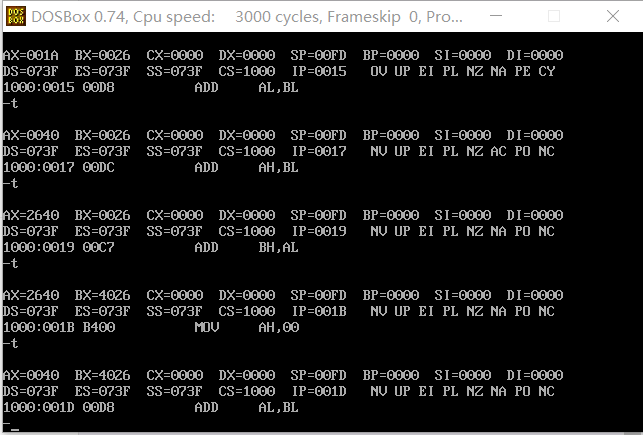 DOS BOX
DOSBox 0.74, Cpu speed:    3000 cycles, Frameskip  0, Pro...
AX=001A  BX=0026  CX=0000  DX=0000  SP=00FD  BP=0000  SI=0000  DI=0000
DS=073F  ES=073F  SS=073F  CS=1000  IP=0015   OV UP EI PL NZ NA PE CY
1000:0015 00D8          ADD     AL,BL
-t
AX=0040  BX=0026  CX=0000  DX=0000  SP=00FD  BP=0000  SI=0000  DI=0000
DS=073F  ES=073F  SS=073F  CS=1000  IP=0017   NV UP EI PL NZ AC PO NC
1000:0017 00DC          ADD     AH,BL
-t
AX=2640  BX=0026  CX=0000  DX=0000  SP=00FD  BP=0000  SI=0000  DI=0000
DS=073F  ES=073F  SS=073F  CS=1000  IP=0019   NV UP EI PL NZ NA PO NC
1000:0019 00C7          ADD     BH,AL
-t
AX=2640  BX=4026  CX=0000  DX=0000  SP=00FD  BP=0000  SI=0000  DI=0000
DS=073F  ES=073F  SS=073F  CS=1000  IP=001B   NV UP EI PL NZ NA PO NC
1000:001B B400          MOV     AH,00
-t
AX=0040  BX=4026  CX=0000  DX=0000  SP=00FD  BP=0000  SI=0000  DI=0000
DS=073F  ES=073F  SS=073F  CS=1000  IP=001D   NV UP EI PL NZ NA PO NC
1000:001D 00D8          ADD     AL,BL
-_